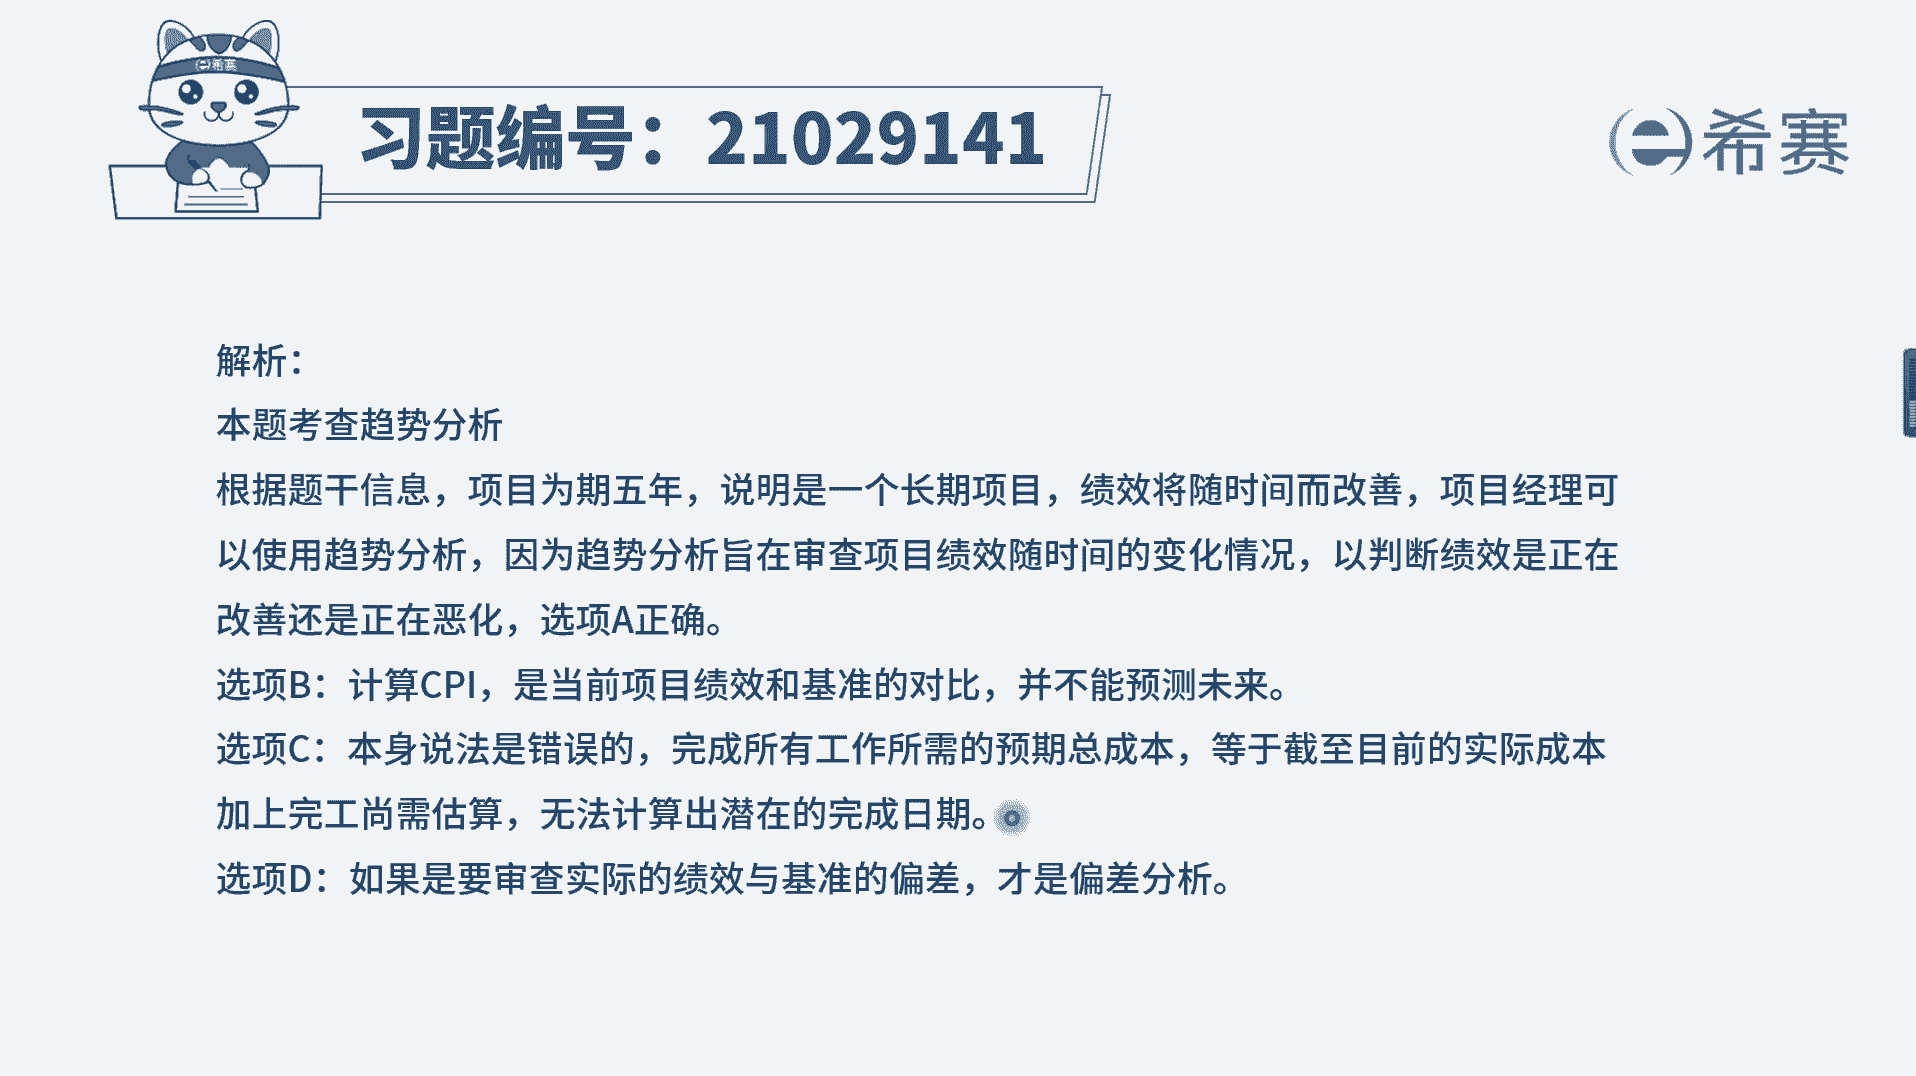 希赛
习题编号：21029141
希赛
解析：
本题考查趋势分析
根据题干信息，项目为期五年，说明是一个长期项目，绩效将随时间而改善，项目经理可
以使用趋势分析，因为趋势分析旨在审查项目绩效随时间的变化情况，以判断绩效是正在
改善还是正在恶化，选项A正确。
选项B：计算CPI，是当前项目绩效和基准的对比，并不能预测未来。
选项C：本身说法是错误的，完成所有工作所需的预期总成本，等于截至目前的实际成本
加上完工尚需估算，无法计算出潜在的完成日期。
选项D：如果是要审查实际的绩效与基准的偏差，才是偏差分析。